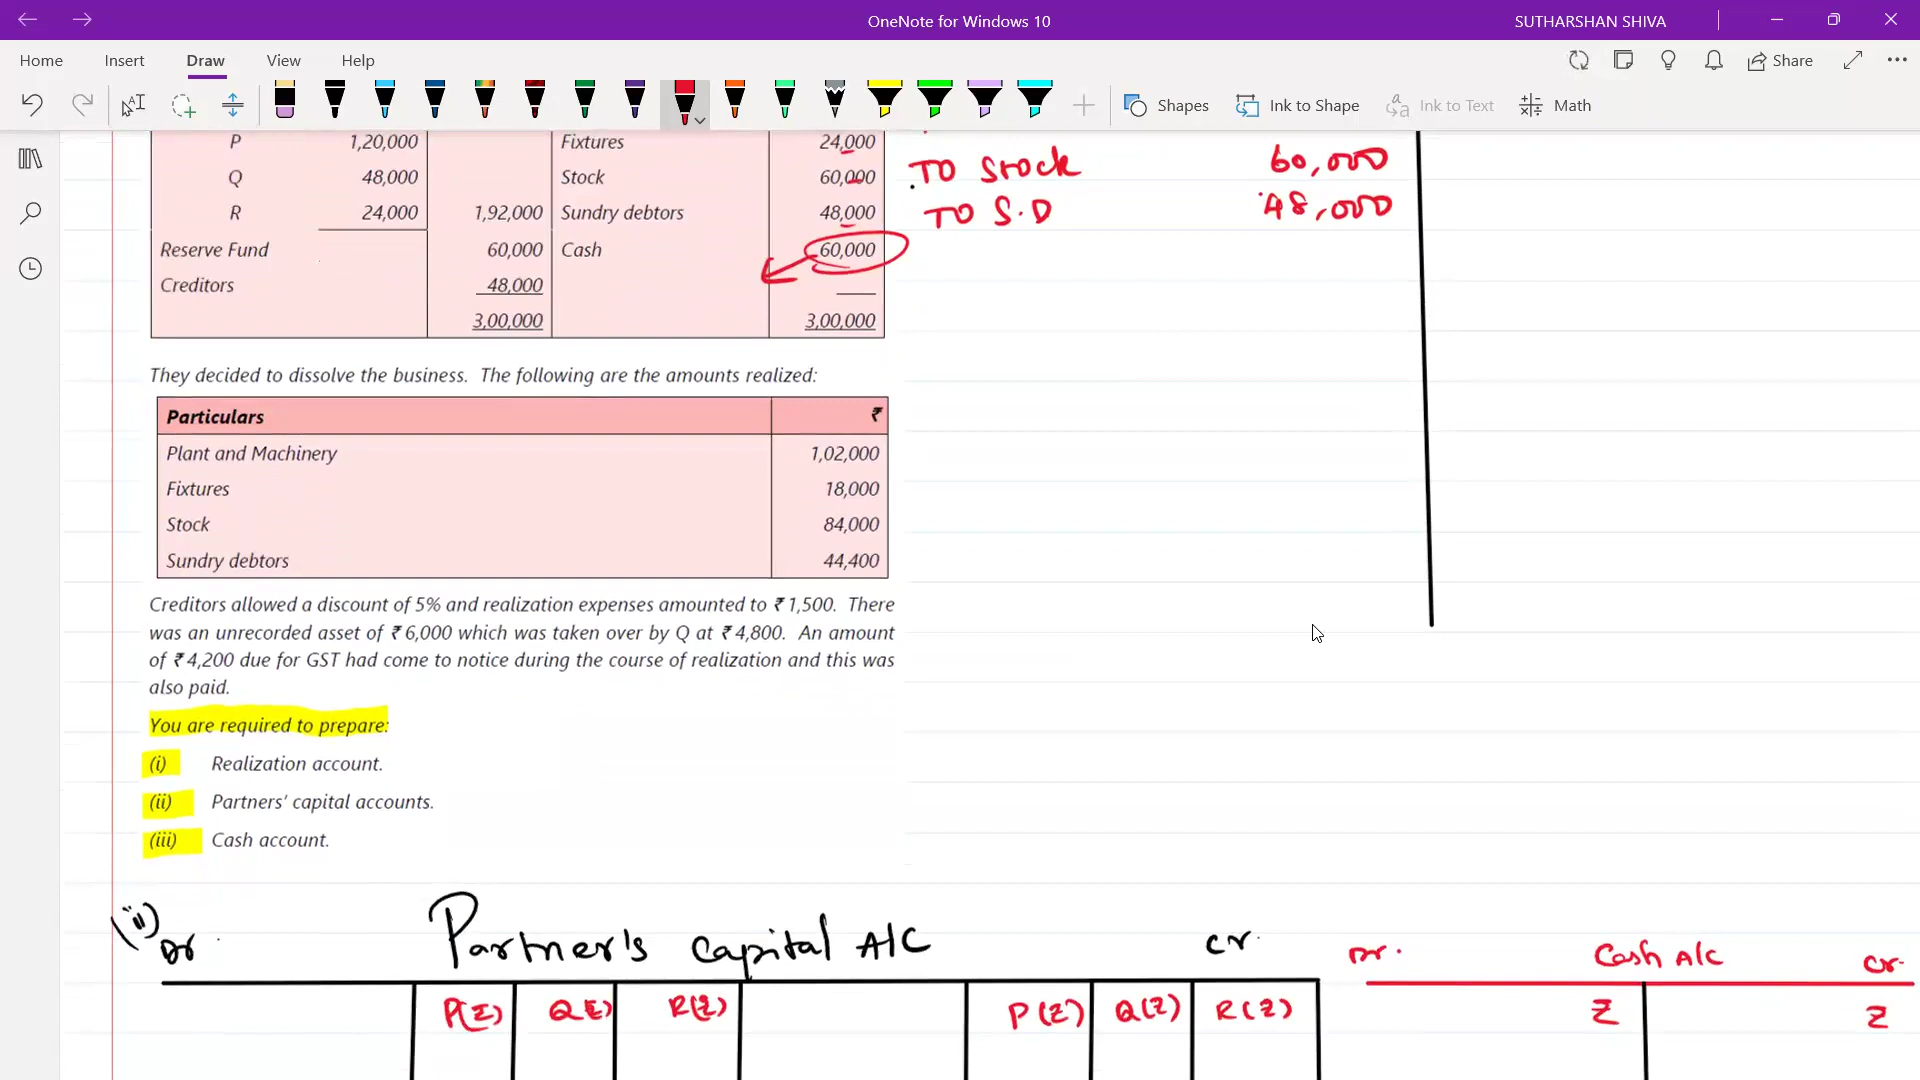 OneNote for Windows 10
SUTHARSHAN SHIVA
Home Insert Draw View Help
Share
Shapes Ink to Shape Ink to Text Math
P 1,20,000 Fixtures 24,000
Q 48,000 Stock 60,000
R 24,000 1,92,000 Sundry debtors 48,000
Reserve Fund 60,000 Cash 60,000
Creditors 48,000
3,00,000 3,00,000
TO Stock 60,000
TO S.D 48,000
They decided to dissolve the business. The following are the amounts realized:
Particulars ₹
Plant and Machinery 1,02,000
Fixtures 18,000
Stock 84,000
Sundry debtors 44,400
Creditors allowed a discount of 5% and realization expenses amounted to ₹ 1,500. There
was an unrecorded asset of ₹ 6,000 which was taken over by Q at ₹ 4,800. An amount
of ₹ 4,200 due for GST had come to notice during the course of realization and this was
also paid.
You are required to prepare:
(i) Realization account.
(ii) Partners' capital accounts.
(iii) Cash account.
(ii) Dr Partner's Capital A/C Cr.
P(₹) Q(₹) R(₹) P(₹) Q(₹) R(₹)
Dr. Cash A/C Cr.
₹ ₹